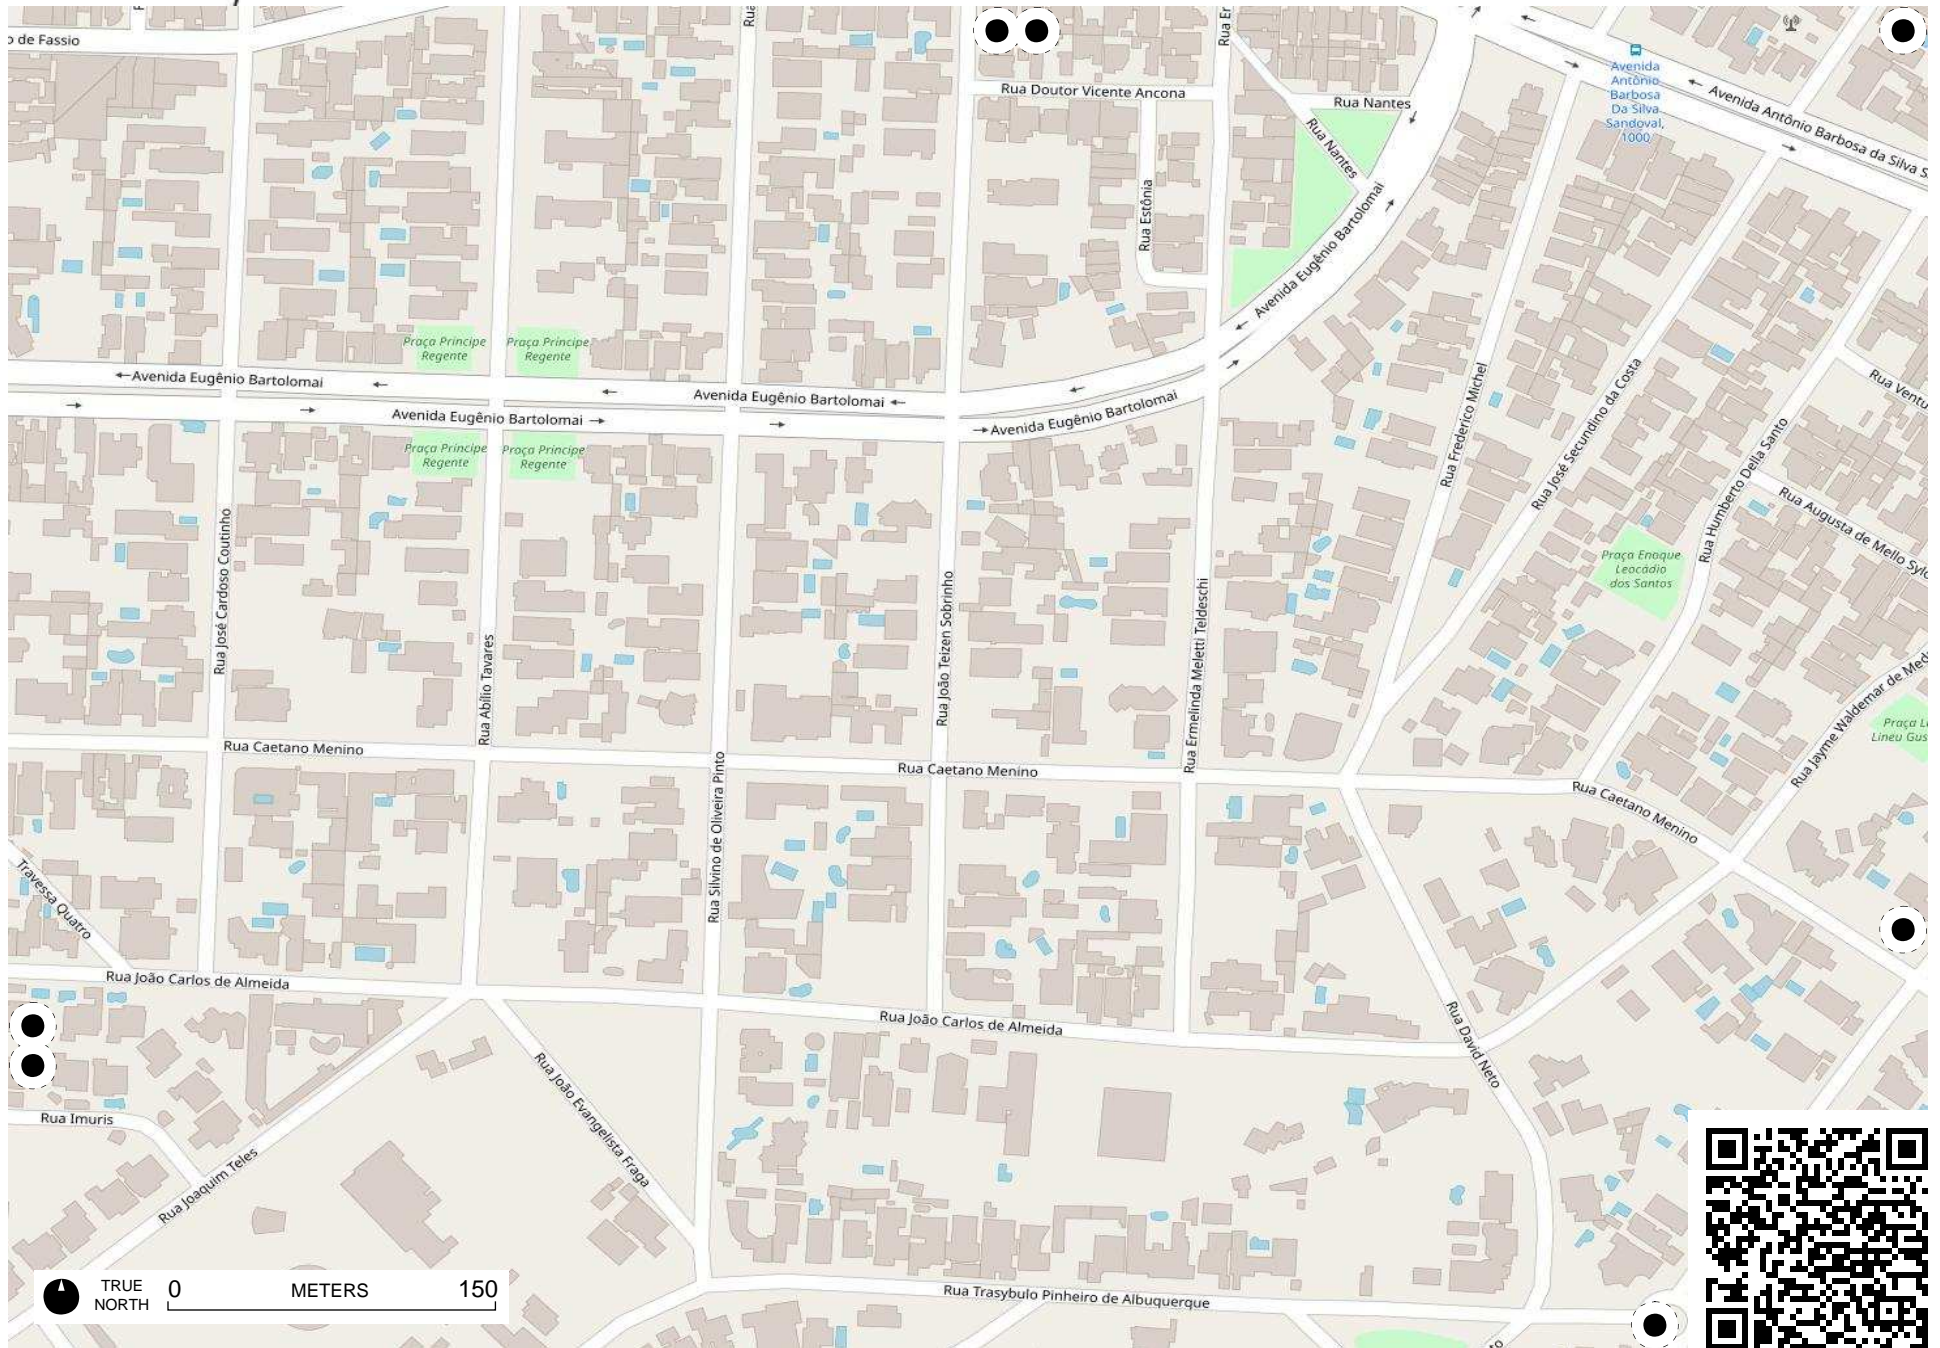 o de Fassio
Rua Doutor Vicente Ancona
Rua Nantes
Rua Nantes
Rua Estônia
Avenida
Antônio
Barbosa
Da Silva
Sandoval,
1000
Avenida Antônio Barbosa da Silva S
Avenida Eugênio Bartolomai
Praça Príncipe
Regente
Praça Príncipe
Regente
Avenida Eugênio Bartolomai
Avenida Eugênio Bartolomai
Avenida Eugênio Bartolomai
Avenida Eugênio Bartolomai
Praça Príncipe
Regente
Praça Príncipe
Regente
Rua Frederico Michel
Rua José Secundino da Costa
Rua Humberto Della Santo
Rua Ventu
Rua Augusta de Mello Sylo
Praça Enoque
Leocádio
dos Santos
Rua José Cardoso Coutinho
Rua Abílio Tavares
Rua João Teizen Sobrinho
Rua Ermelinda Meletti Teldeschi
Rua Jayme Waldemar de Med
Praça L
Lineu Gus
Rua Caetano Menino
Rua Caetano Menino
Rua Caetano Menino
Rua Silvino de Oliveira Pinto
Travessa Quatro
Rua João Carlos de Almeida
Rua João Carlos de Almeida
Rua David Neto
Rua João Evangelista Fraga
Rua Imuris
Rua Joaquim Teles
Rua Trasybulo Pinheiro de Albuquerque
TRUE
NORTH
0 METERS 150